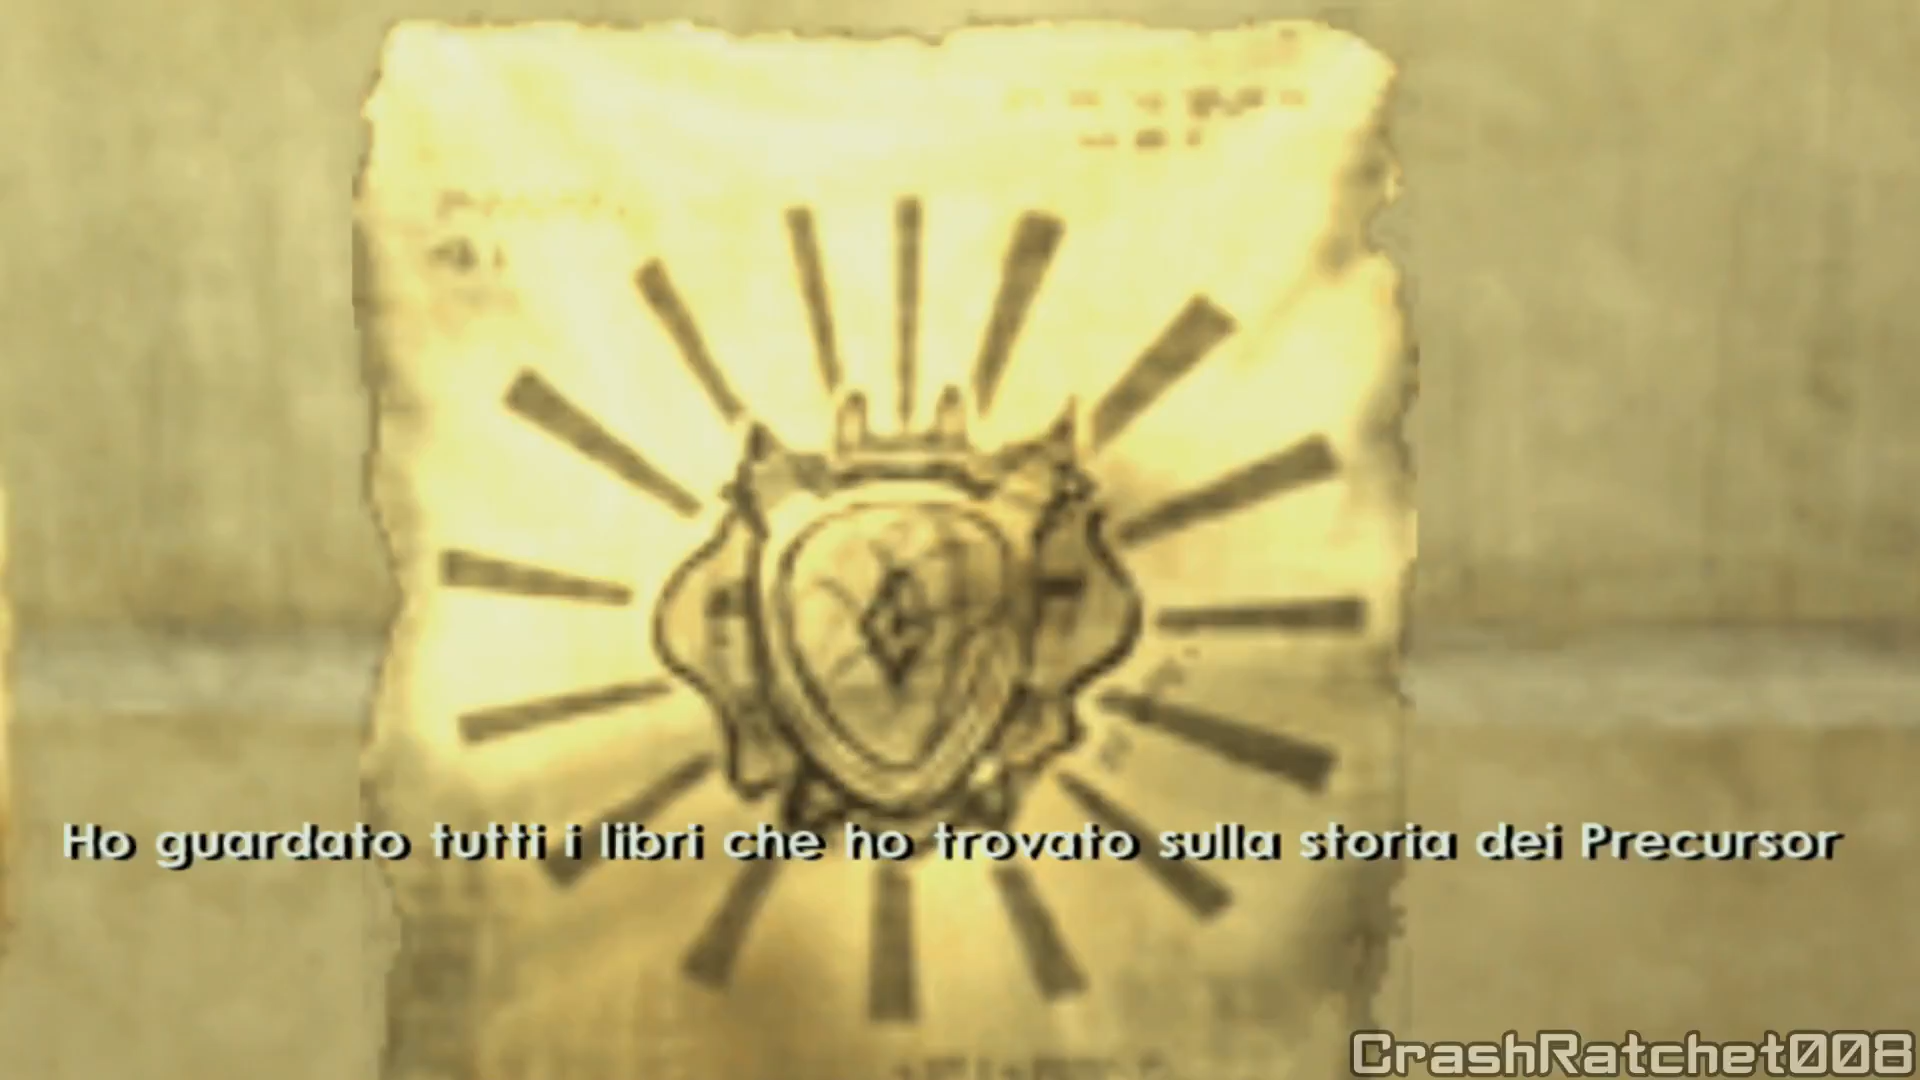 Ho guardato tutti i libri che ho trovato sulla storia dei Precursor
CrashRatchet008